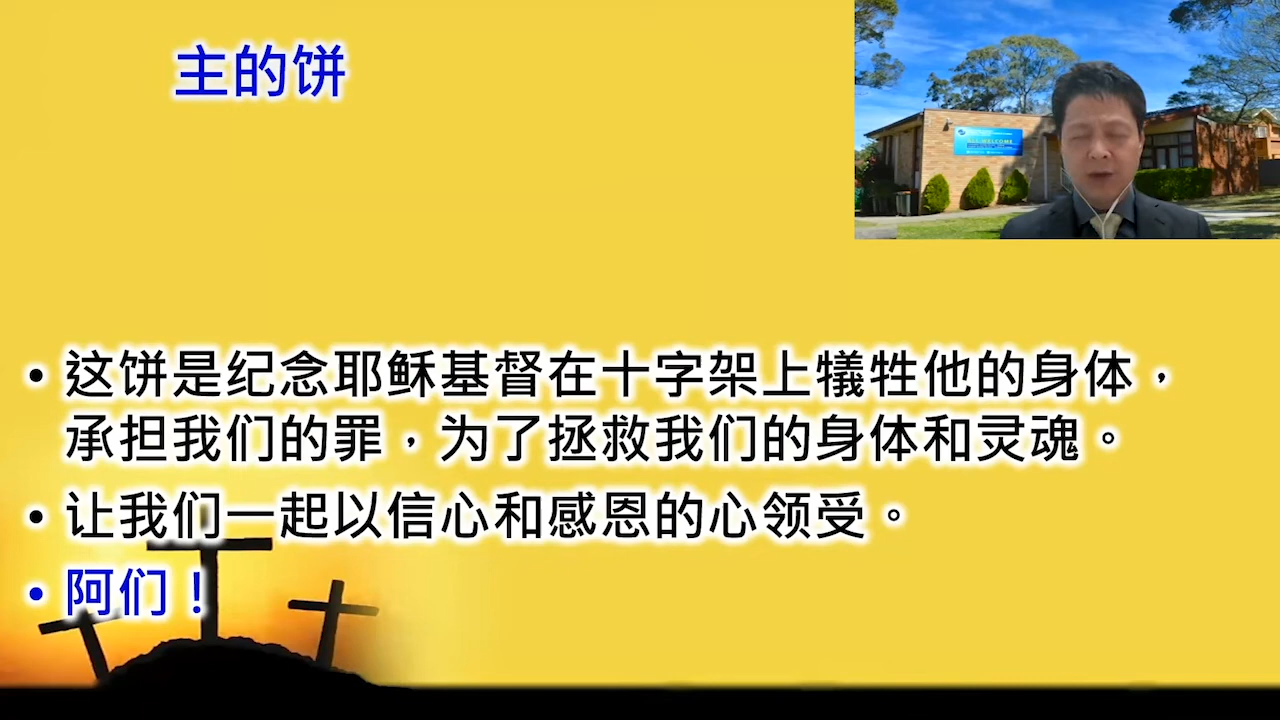 主的饼
ALL WELCOME
• 这饼是纪念耶稣基督在十字架上犠牲他的身体，
承担我们的罪，为了拯救我们的身体和灵魂。
• 让我们一起以信心和感恩的心领受。
• 阿们！